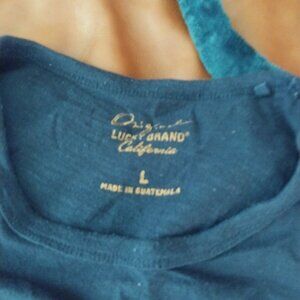 Original
LUCKY BRAND®
California
L
MADE IN GUATEMALA